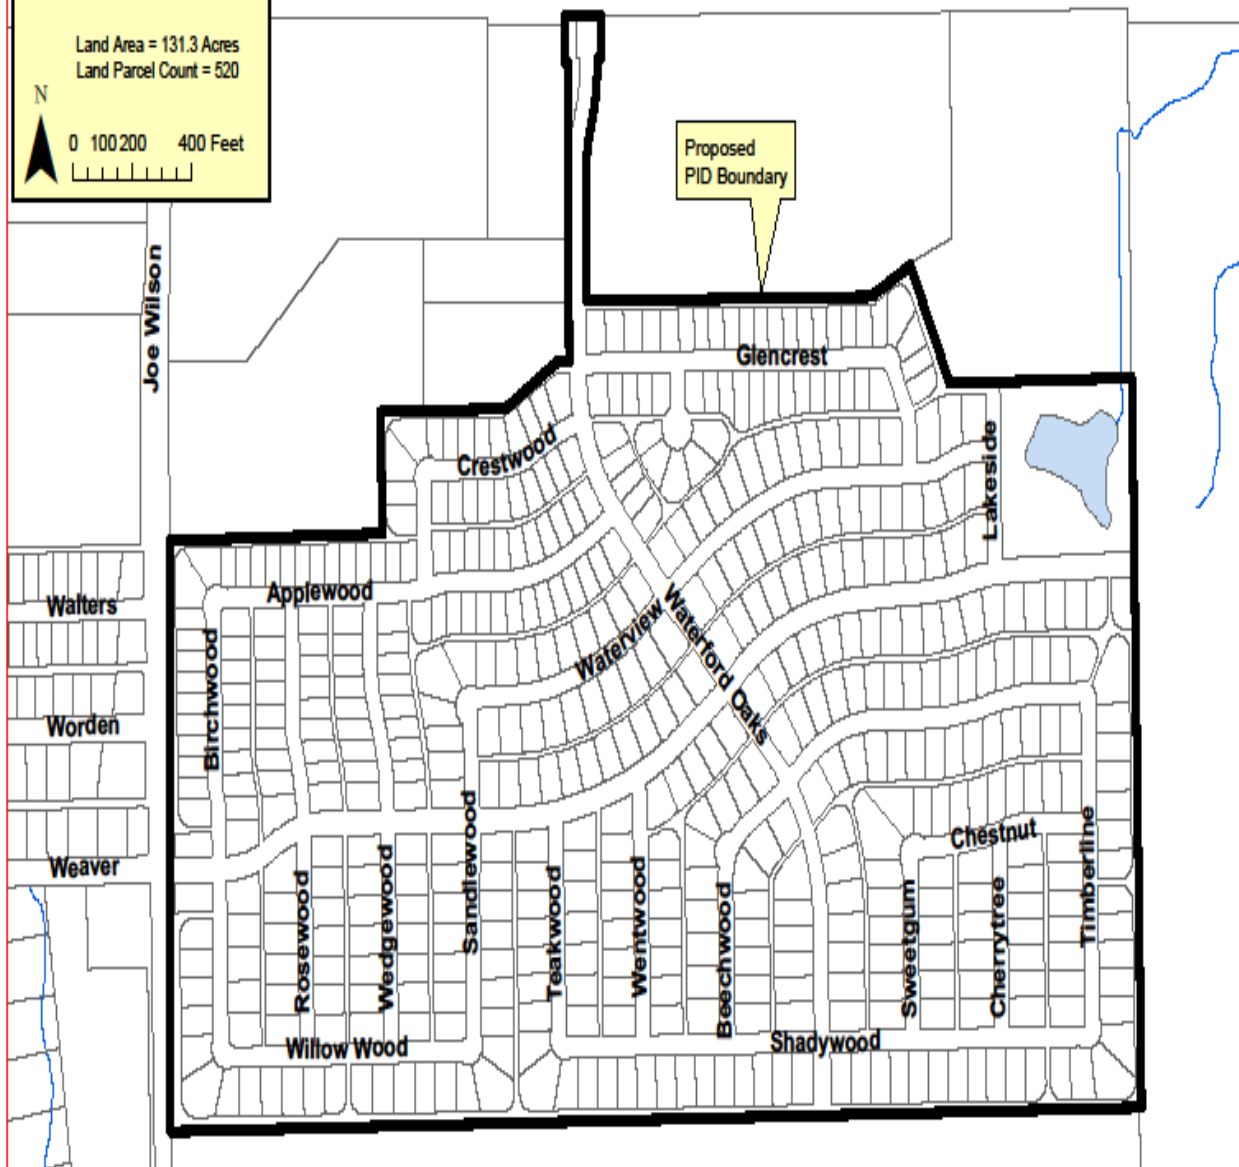 Land Area = 131.3 Acres
Land Parcel Count = 520
N
0 100 200 400 Feet
Proposed
PID Boundary
Joe Wilson
Glencrest
Crestwood
Lakeside
Applewood
Walters
Waterview
Waterford Oaks
Birchwood
Worden
Sandlewood
Chestnut
Timberline
Weaver
Rosewood
Wedgewood
Teakwood
Wentwood
Beechwood
Sweetgum
Cherrytree
Willow Wood
Shadywood